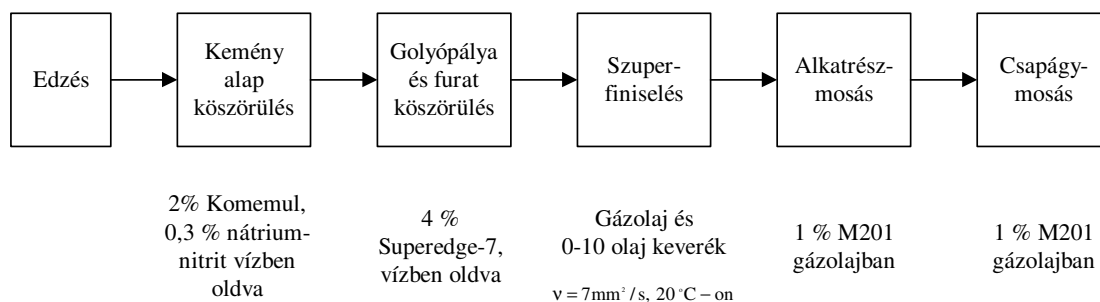 Edzés
Kemény
alap
köszörülés
Golyópálya
és furat
köszörülés
Szuper-
finiselés
Alkatrész-
mosás
Csapágy-
mosás
2% Komemul,
0,3 % nátrium-
nitrit vízben
oldva
4 %
Superedge-7,
vízben oldva
Gázolaj és
0-10 olaj keverék
ν = 7mm² / s, 20 °C – on
1 % M201
gázolajban
1 % M201
gázolajban